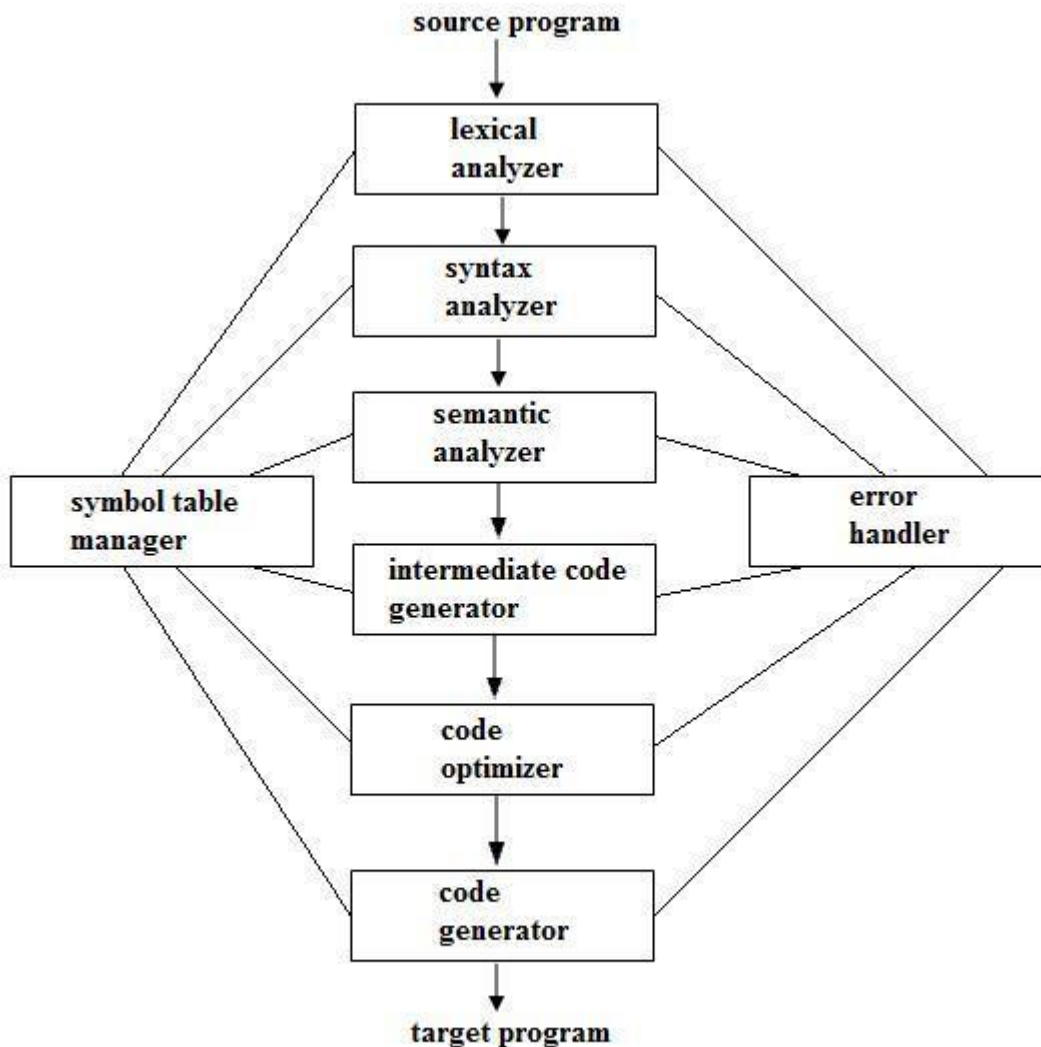 source program
lexical
analyzer
syntax
analyzer
semantic
analyzer
symbol table
manager
error
handler
intermediate code
generator
code
optimizer
code
generator
target program